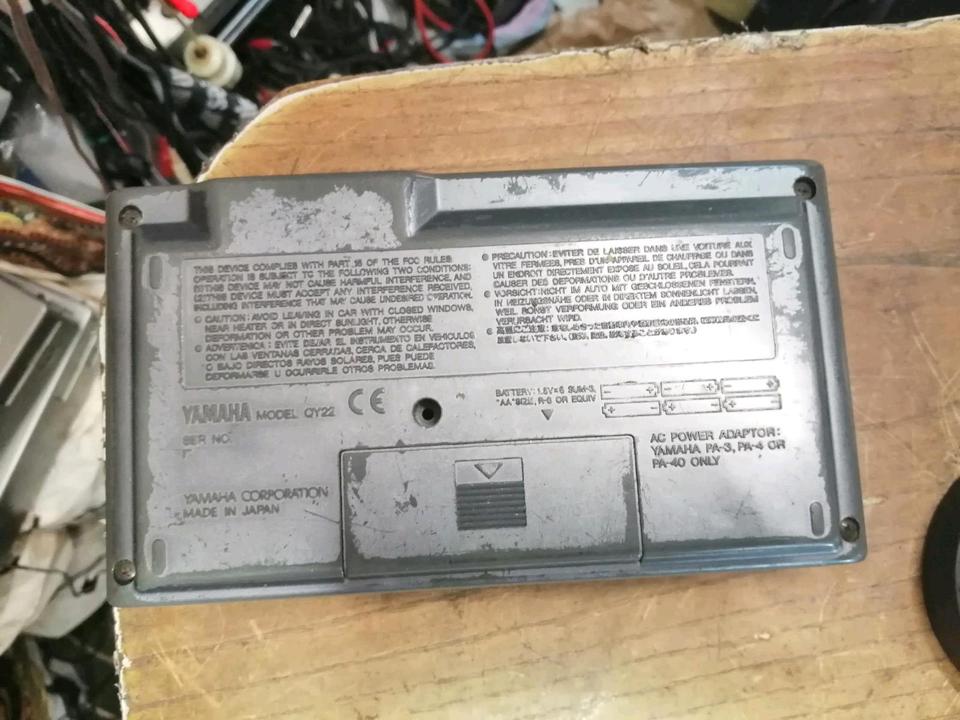 THIS DEVICE COMPLIES WITH PART 15 OF THE FCC RULES
OPERATION IS SUBJECT TO THE FOLLOWING TWO CONDITIONS:
(1)THIS DEVICE MAY NOT CAUSE HARMFUL INTERFERENCE, AND
(2)THIS DEVICE MUST ACCEPT ANY INTERFERENCE RECEIVED,
INCLUDING INTERFERENCE THAT MAY CAUSE UNDESIRED OPERATION.
CAUTION: AVOID LEAVING IN CAR WITH CLOSED WINDOWS,
NEAR HEATER OR IN DIRECT SUNLIGHT, OTHERWISE
DEFORMATION OR OTHER PROBLEM MAY OCCUR.
ADVERTENCIA: EVITE DEJAR EL INSTRUMENTO EN VEHICULOS
CON LAS VENTANAS CERRADAS, CERCA DE CALEFACTORES,
O BAJO DIRECTOS RAYOS SOLARES, PUES PUEDE
DEFORMARSE U OCURRIRLE OTROS PROBLEMAS.
PRÉCAUTION: EVITER DE LAISSER DANS UNE VOITURE AUX
VITRE FERMEES, PRES D'UN APPAREIL DE CHAUFFAGE OU DANS
UN ENDROIT DIRECTEMENT EXPOSE AU SOLEIL, CELA POURRAIT
CAUSER DES DEFORMATIONS OU D'AUTRE PROBLEMES.
VORSICHT: NICHT IM AUTO MIT GESCHLOSSENEN FENSTERN,
IN HEIZUNGSNÄHE ODER IN DIREKTEM SONNENLICHT LASSEN,
WEIL SONST VERFORMUNG ODER EIN ANDERES PROBLEM
VERURSACHT WIRD.
YAMAHA MODEL QY22 CE
SER NO.
YAMAHA CORPORATION
MADE IN JAPAN
BATTERY: 1.5V×6 SUM-3,
"AA" SIZE, R-6 OR EQUIV
AC POWER ADAPTOR:
YAMAHA PA-3, PA-4 OR
PA-40 ONLY